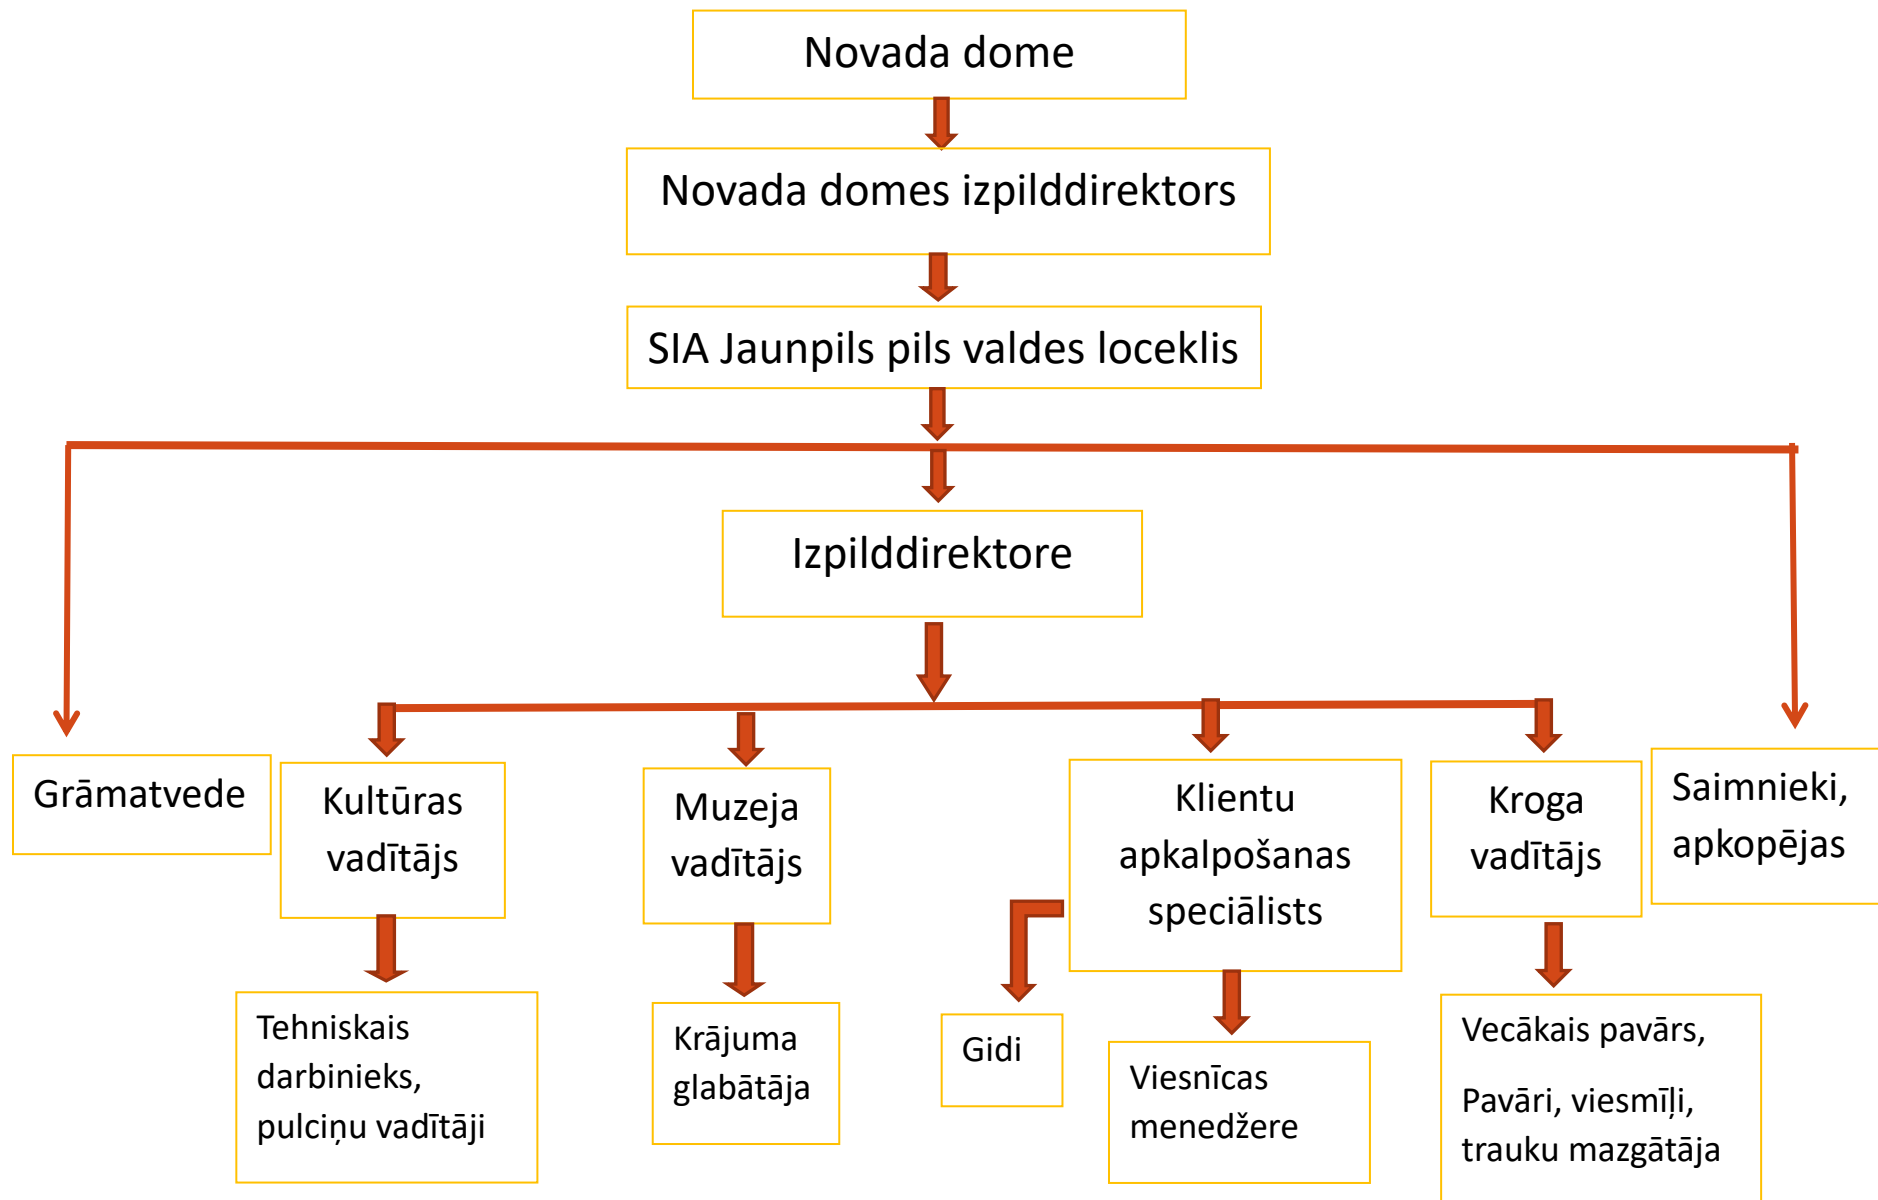 Novada dome
Novada domes izpilddirektors
SIA Jaunpils pils valdes loceklis
Izpilddirektore
Grāmatvede
Kultūras
vadītājs
Muzeja
vadītājs
Klientu
apkalpošanas
speciālists
Kroga
vadītājs
Saimnieki,
apkopējas
Tehniskais
darbinieks,
pulciņu vadītāji
Krājuma
glabātāja
Gidi
Viesnīcas
menedžere
Vecākais pavārs,
Pavāri, viesmīļi,
trauku mazgātāja